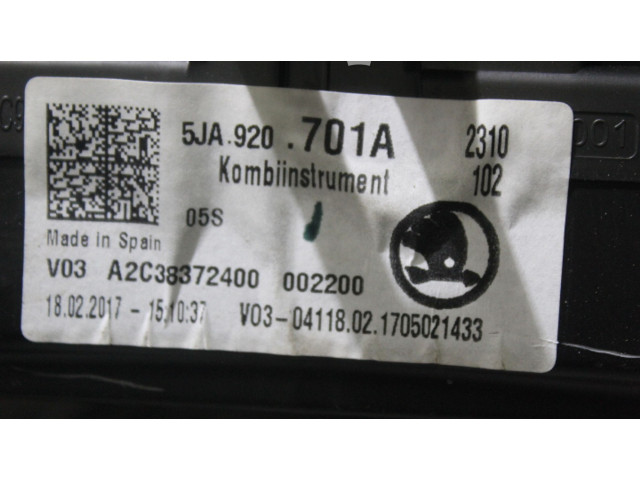 5JA 920 . 701A 2310
Kombiinstrument 102
05S
Made in Spain
V03 A2C38372400 002200
18.02.2017 - 15:10:37 V03-04118.02.1705021433
001